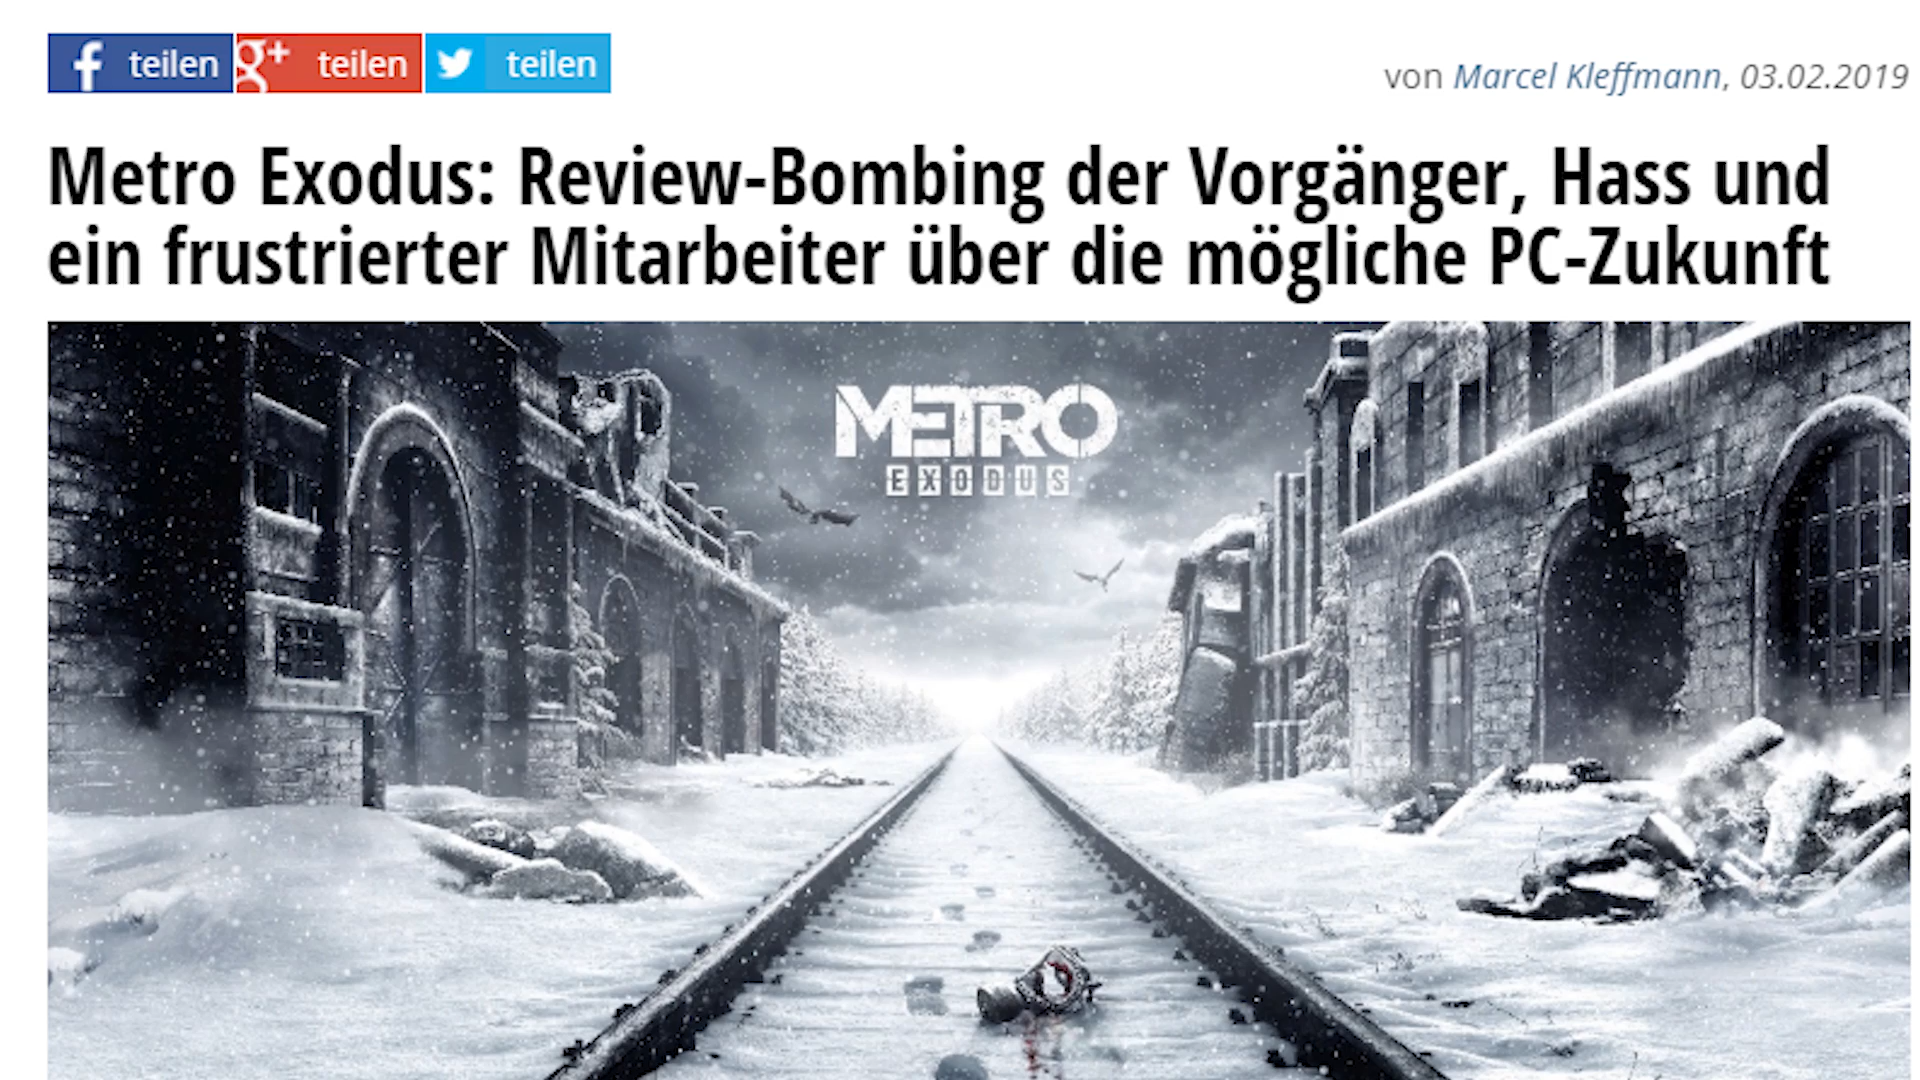 teilen
teilen
teilen
von Marcel Kleffmann, 03.02.2019
Metro Exodus: Review-Bombing der Vorgänger, Hass und
ein frustrierter Mitarbeiter über die mögliche PC-Zukunft
METRO
EXODUS